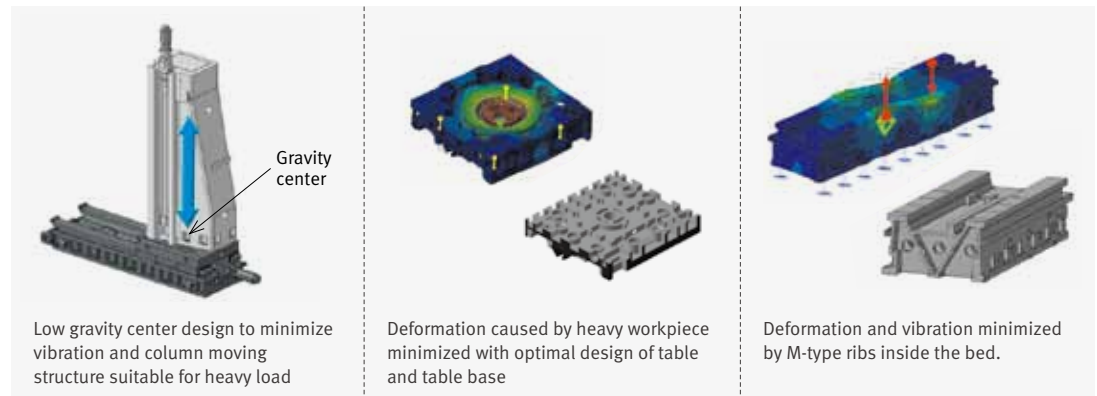 Gravity
center
Low gravity center design to minimize
vibration and column moving
structure suitable for heavy load
Deformation caused by heavy workpiece
minimized with optimal design of table
and table base
Deformation and vibration minimized
by M-type ribs inside the bed.